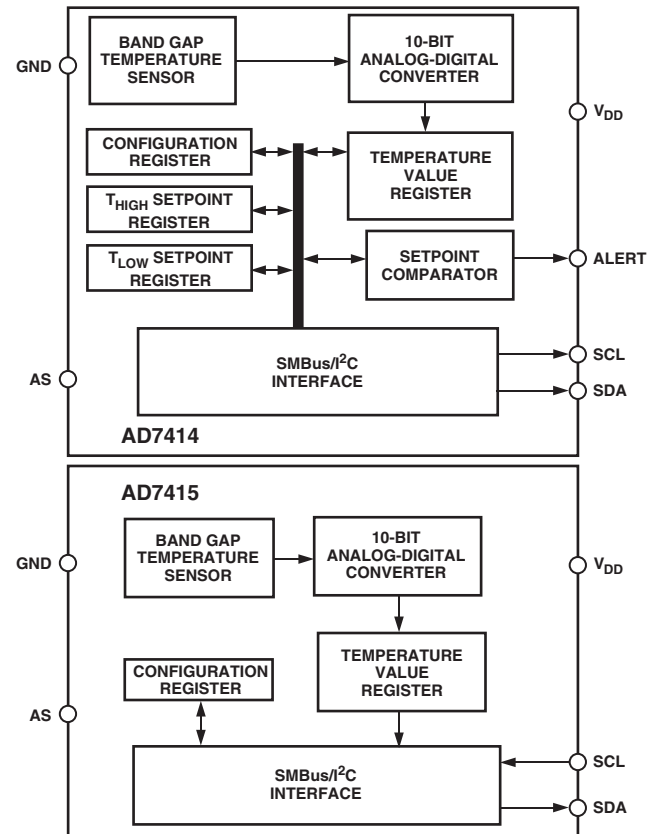 BAND GAP
TEMPERATURE
SENSOR
10-BIT
ANALOG-DIGITAL
CONVERTER
GND
VDD
CONFIGURATION
REGISTER
TEMPERATURE
VALUE
REGISTER
THIGH SETPOINT
REGISTER
TLOW SETPOINT
REGISTER
SETPOINT
COMPARATOR
ALERT
SMBus/I²C
INTERFACE
SCL
AS
SDA
AD7414
AD7415
BAND GAP
TEMPERATURE
SENSOR
10-BIT
ANALOG-DIGITAL
CONVERTER
GND
VDD
CONFIGURATION
REGISTER
TEMPERATURE
VALUE
REGISTER
AS
SMBus/I²C
INTERFACE
SCL
SDA